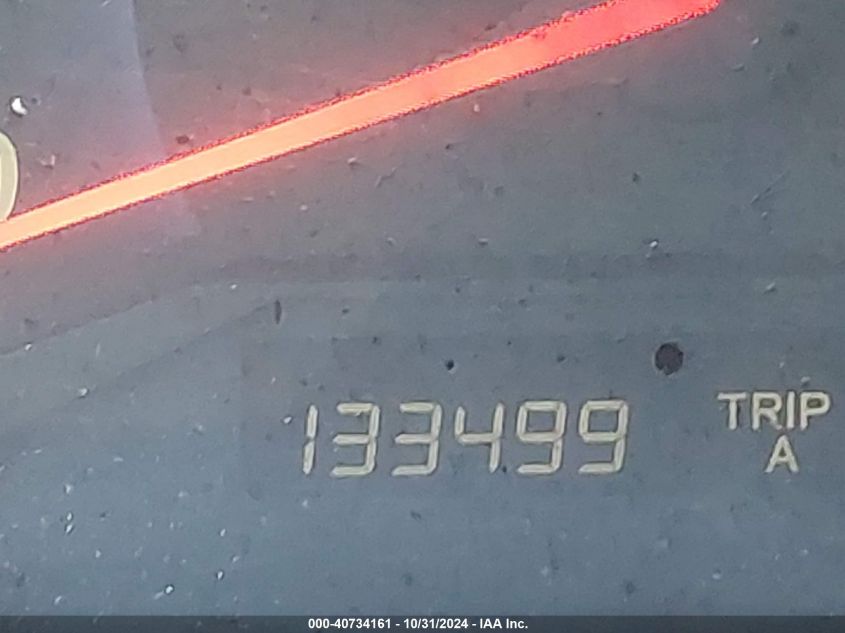 133499
TRIP
A
000-40734161 - 10/31/2024 - IAA Inc.